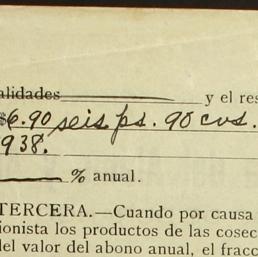 alidades y el res
$6.90 seis ps. 90 cvs.
938.
% anual.
TERCERA.—Cuando por causa
ionista los productos de las cosec
del valor del abono anual, el fracc